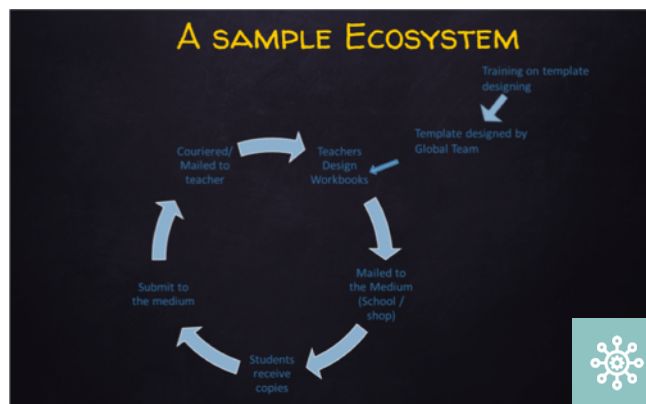 A SAMPLE ECOSYSTEM
Training on template
designing
Template designed by
Global Team
Couriered/
Mailed to
teacher
Teachers
Design
Workbooks
Submit to
the medium
Mailed to
the Medium
(School /
shop)
Students
receive
copies